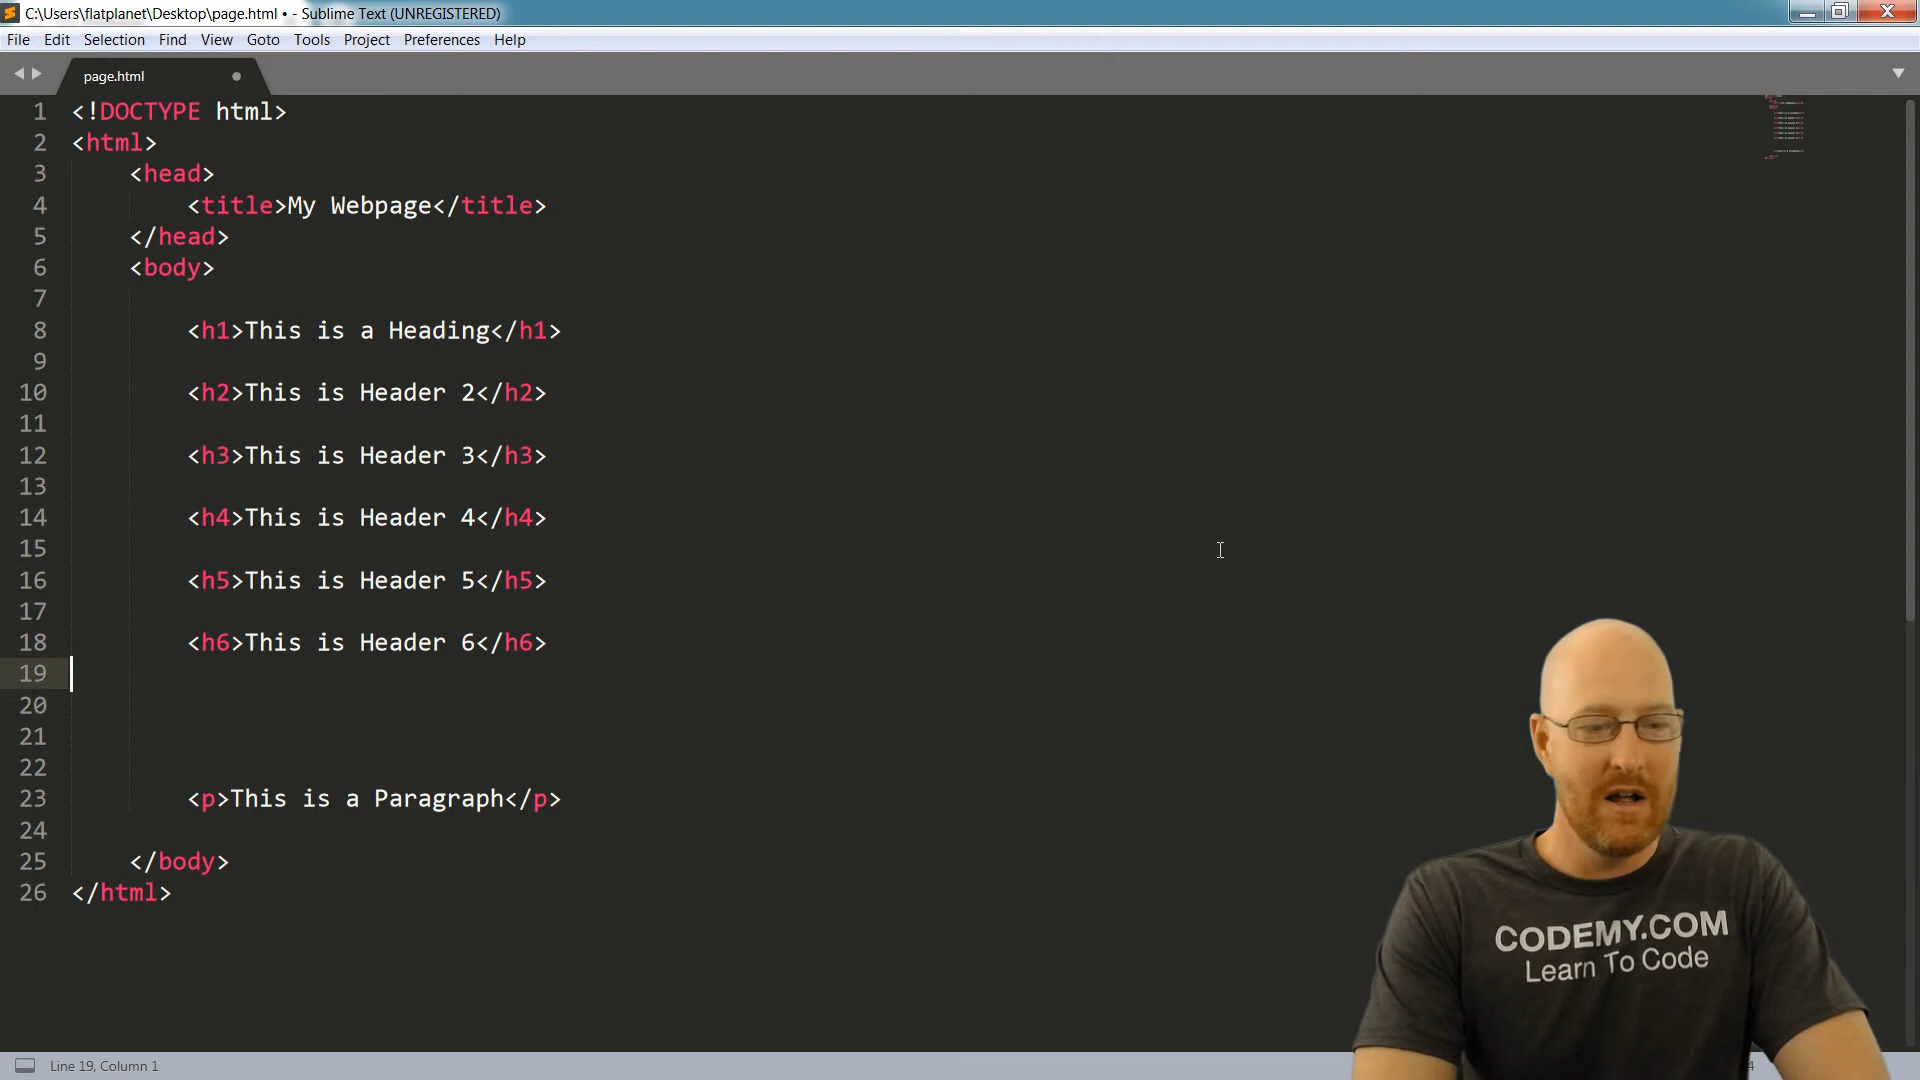 C:\Users\flatplanet\Desktop\page.html • - Sublime Text (UNREGISTERED)
File Edit Selection Find View Goto Tools Project Preferences Help
page.html
1 <!DOCTYPE html>
2 <html>
3 <head>
4 <title>My Webpage</title>
5 </head>
6 <body>
7
8 <h1>This is a Heading</h1>
9
10 <h2>This is Header 2</h2>
11
12 <h3>This is Header 3</h3>
13
14 <h4>This is Header 4</h4>
15
16 <h5>This is Header 5</h5>
17
18 <h6>This is Header 6</h6>
19
20
21
22
23 <p>This is a Paragraph</p>
24
25 </body>
26 </html>
CODEMY.COM
Learn To Code
Line 19, Column 1